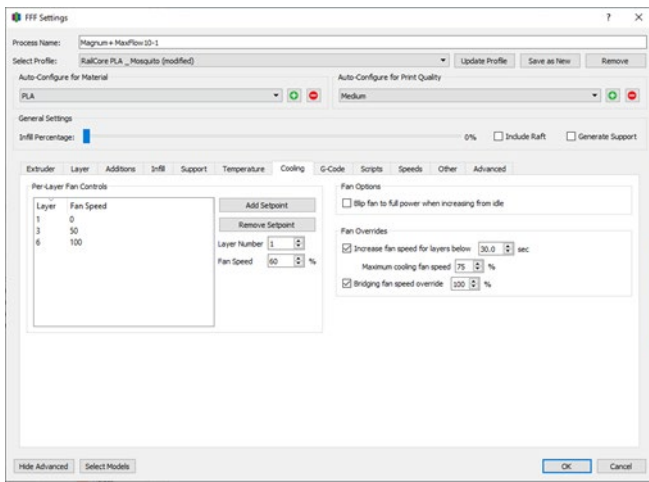 FFF Settings ? X
Process Name: Magnum+ MaxFlow10-1
Select Profile: RailCore PLA _Mosquito (modified) Update Profile Save as New Remove
Auto-Configure for Material Auto-Configure for Print Quality
PLA Medium
General Settings
Infill Percentage: 0% Include Raft Generate Support
Extruder Layer Additions Infill Support Temperature Cooling G-Code Scripts Speeds Other Advanced
Per-Layer Fan Controls Fan Options
Layer Fan Speed Add Setpoint Blip fan to full power when increasing from idle
1 0
3 50 Remove Setpoint Fan Overrides
6 100 Layer Number 1 Increase fan speed for layers below 30.0 sec
Fan Speed 60 % Maximum cooling fan speed 75 %
Bridging fan speed override 100 %
Hide Advanced Select Models OK Cancel